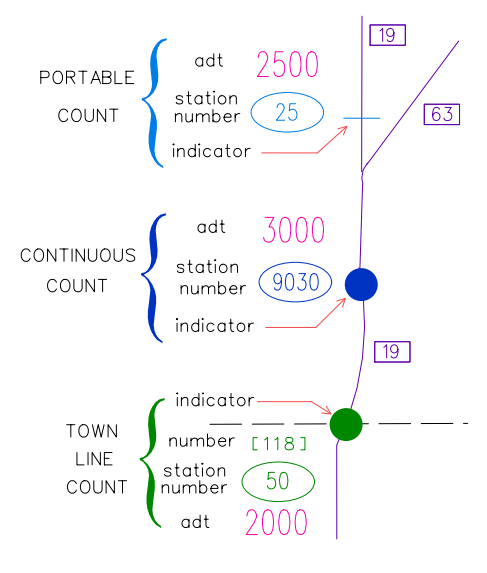 19
adt 2500
PORTABLE
COUNT
station
number
25
63
indicator
adt 3000
CONTINUOUS
COUNT
station
number
9030
indicator
19
indicator
TOWN
LINE
COUNT
number [118]
station
number
50
adt 2000